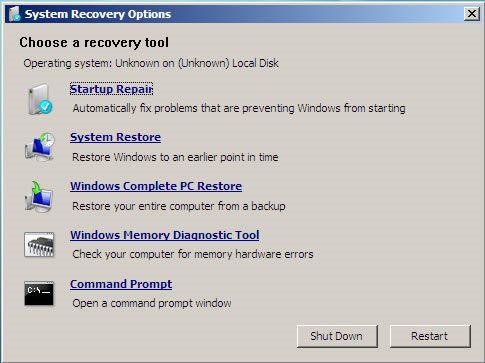 System Recovery Options
Choose a recovery tool
Operating system: Unknown on (Unknown) Local Disk
Startup Repair
Automatically fix problems that are preventing Windows from starting
System Restore
Restore Windows to an earlier point in time
Windows Complete PC Restore
Restore your entire computer from a backup
Windows Memory Diagnostic Tool
Check your computer for memory hardware errors
C:\_
Command Prompt
Open a command prompt window
Shut Down
Restart